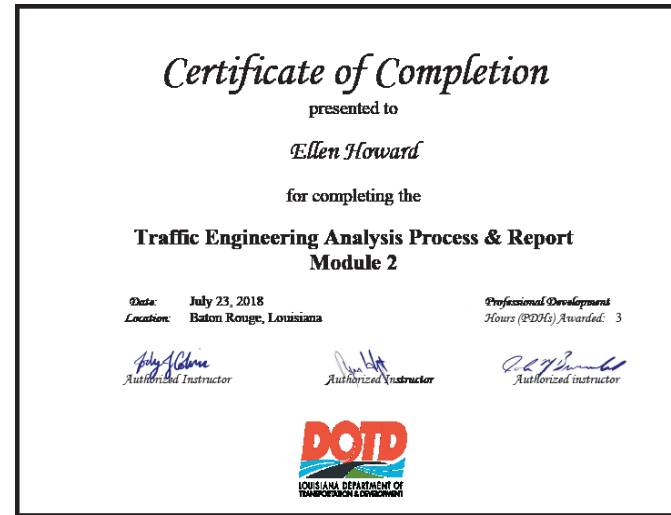 Certificate of Completion
presented to
Ellen Howard
for completing the
Traffic Engineering Analysis Process & Report
Module 2
Date: July 23, 2018
Location: Baton Rouge, Louisiana
Professional Development
Hours (PDHs) Awarded: 3
Authorized Instructor
Authorized Instructor
Authorized instructor
DOTD
LOUISIANA DEPARTMENT OF
TRANSPORTATION & DEVELOPMENT